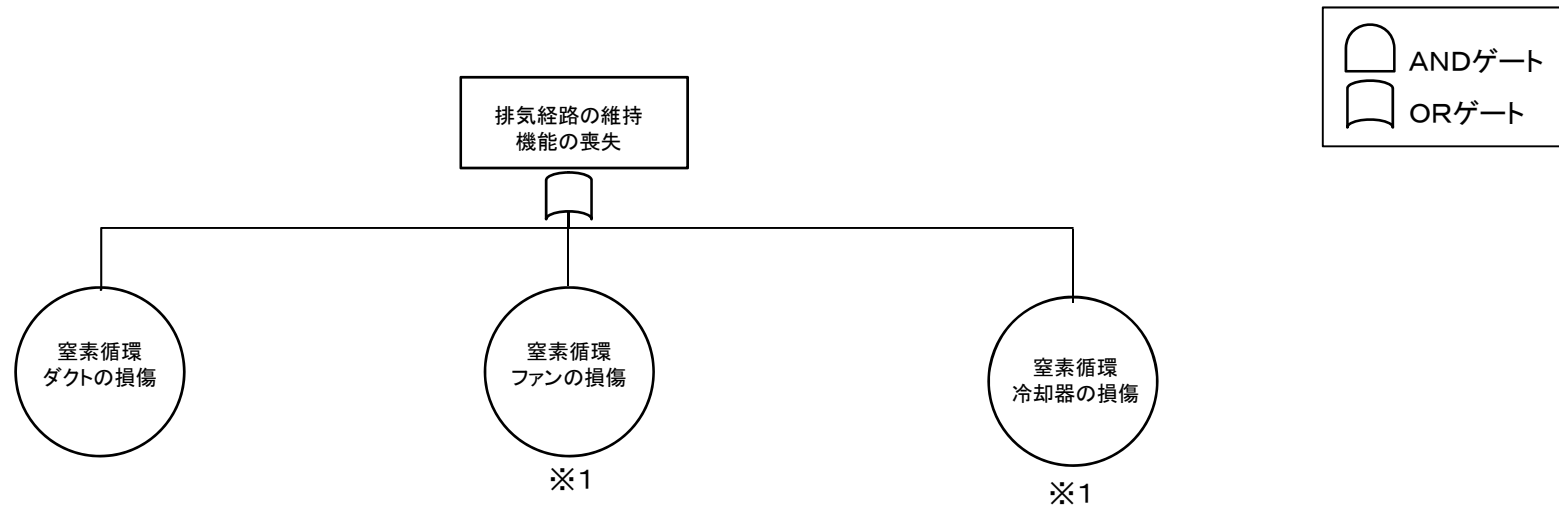 ANDゲート
ORゲート
排気経路の維持
機能の喪失
窒素循環
ダクトの損傷
窒素循環
ファンの損傷
※1
窒素循環
冷却器の損傷
※1